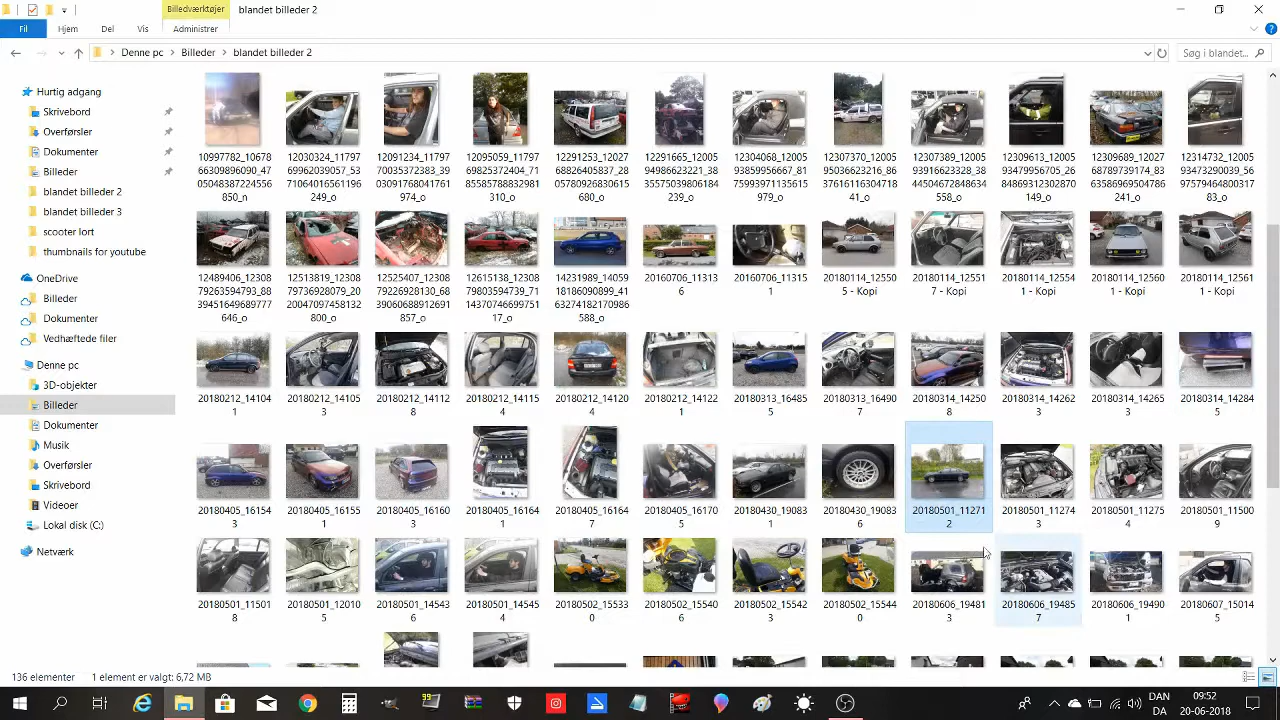 Billedværktøjer
blandet billeder 2
Fil
Hjem
Del
Vis
Administrer
Denne pc
Billeder
blandet billeder 2
Søg i blandet...
Hurtig adgang
Skrivebord
Overførsler
Dokumenter
Billeder
blandet billeder 2
blandet billeder 3
scooter lort
thumbnails for youtube
OneDrive
Billeder
Dokumenter
Vedhæftede filer
Denne pc
3D-objekter
Billeder
Dokumenter
Musik
Overførsler
Skrivebord
Videoer
Lokal disk (C:)
Netværk
10997782_10678 12030324_11797 12091234_11797 12095059_11797 12291253_12027 12291665_12005 12304068_12005 12307370_12005 12307389_12005 12309613_12005 12309689_12027 12314732_12005
66309896090_47 69962039057_53 70035372383_39 69825372404_71 68826405837_28 94986623221_38 93859956667_81 95036623216_86 93916623328_38 93479956705_26 68789739174_83 93473290039_56
05048387224556 71064016561196 03091768041761 85585788832981 05780926830615 35575039806184 75993971135615 37616116304718 44504672848634 84869312302870 63586969504786 59757946480031 7
850_n 249_o 974_o 310_o 680_o 239_o 979_o 41_o 558_o 149_o 241_o 83_o
12489406_12308 12513819_12308 12525407_12308 12615138_12308 14231989_14059 20160706_11313 20160706_11315 20180114_12550 20180114_12551 20180114_12554 20180114_12560 20180114_12561
79263254793_88 79736928079_20 79226928130_68 79803594739_71 18186090899_41 6 1 5 - Kopi 7 - Kopi 1 - Kopi 1 - Kopi 1 - Kopi
39451649689777 20047097458132 39060688912691 14370746699751 63274182170986
646_o 800_o 857_o 17_o 588_o
20180212_14104 20180212_14105 20180212_14112 20180212_14115 20180212_14120 20180212_14122 20180313_16485 20180313_16490 20180314_14250 20180314_14262 20180314_14265 20180314_14284
1 3 8 4 4 1 5 7 8 3 3 5
20180405_16154 20180405_16155 20180405_16160 20180405_16164 20180405_16164 20180405_16170 20180430_19083 20180430_19083 20180501_11271 20180501_11274 20180501_11275 20180501_11500
3 1 3 1 7 5 1 6 2 3 4 9
20180501_11501 20180501_12010 20180501_14543 20180501_14545 20180502_15533 20180502_15540 20180502_15542 20180502_15544 20180606_19481 20180606_19485 20180606_19490 20180607_15014
8 5 6 4 0 6 3 0 3 7 1 5
136 elementer 1 element er valgt: 6,72 MB
99
DAN
DA
09:52
20-06-2018